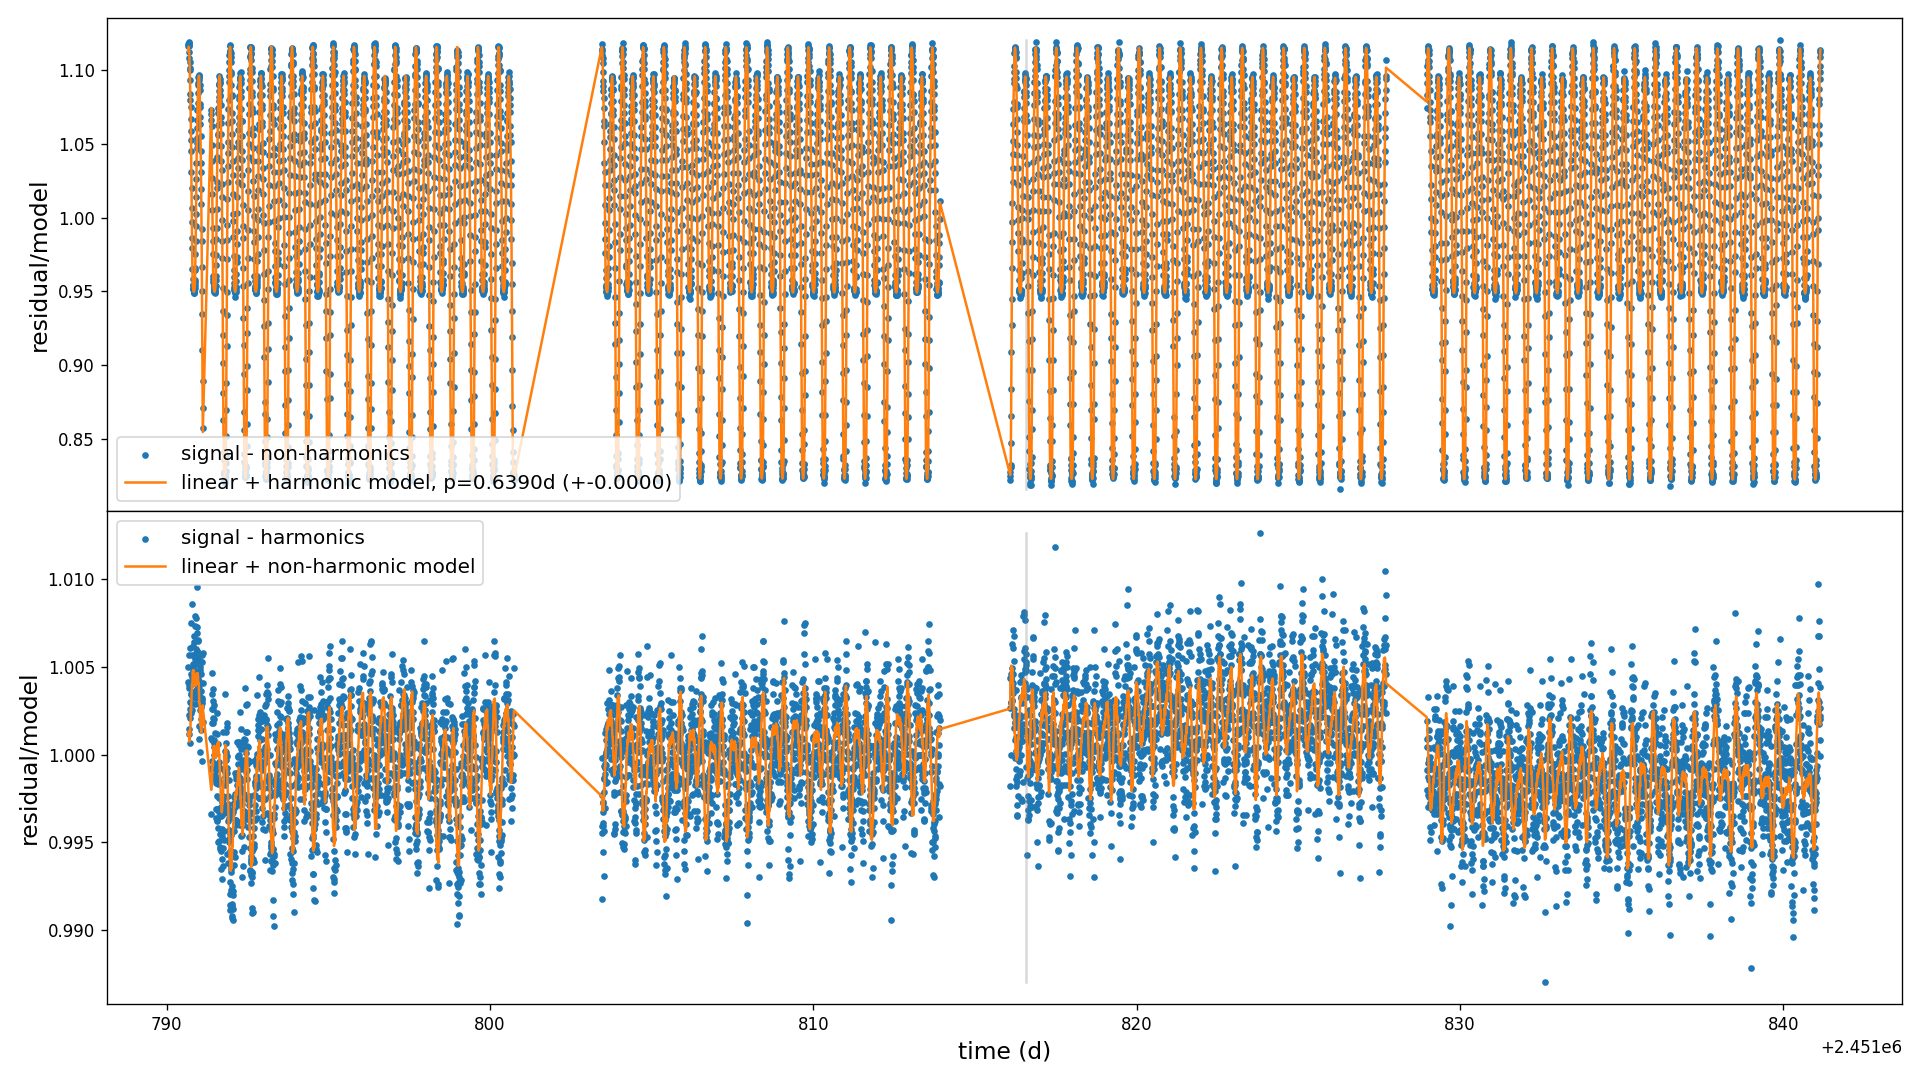 residual/model
1.10
1.05
1.00
0.95
0.90
0.85
signal - non-harmonics
linear + harmonic model, p=0.6390d (+-0.0000)
residual/model
1.010
1.005
1.000
0.995
0.990
signal - harmonics
linear + non-harmonic model
790
800
810
820
830
840
time (d)
+2.451e6